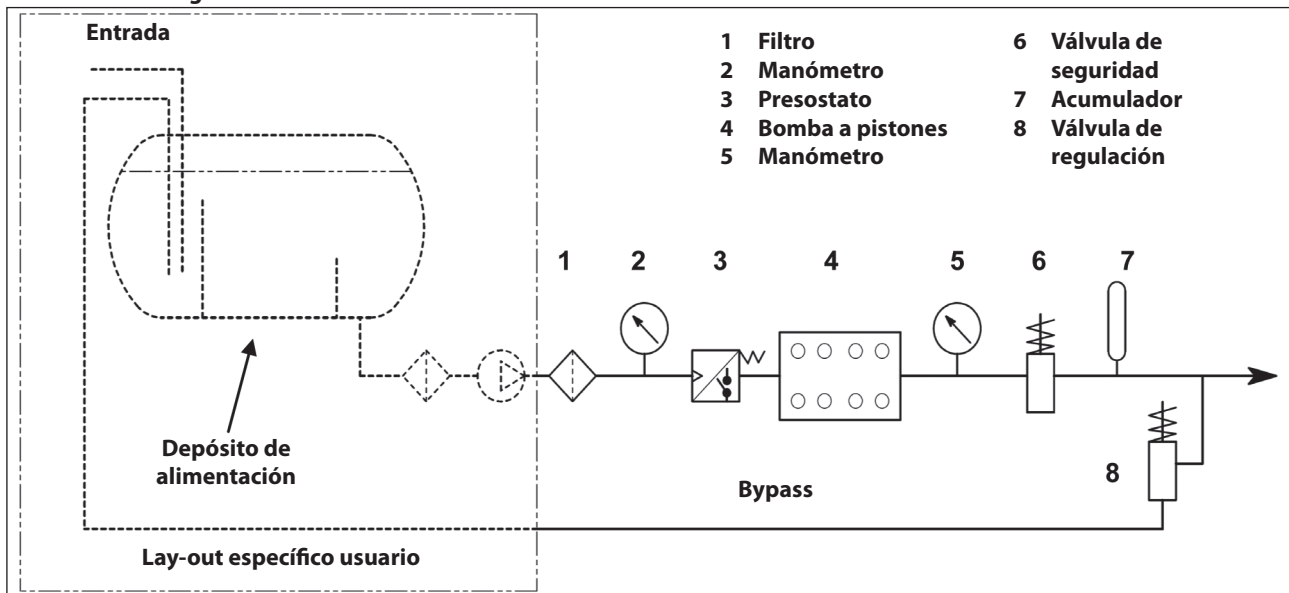 Entrada
1 Filtro
2 Manómetro
3 Presostato
4 Bomba a pistones
5 Manómetro
6 Válvula de
seguridad
7 Acumulador
8 Válvula de
regulación
1 2 3 4 5 6 7
Depósito de
alimentación
8
Bypass
Lay-out específico usuario